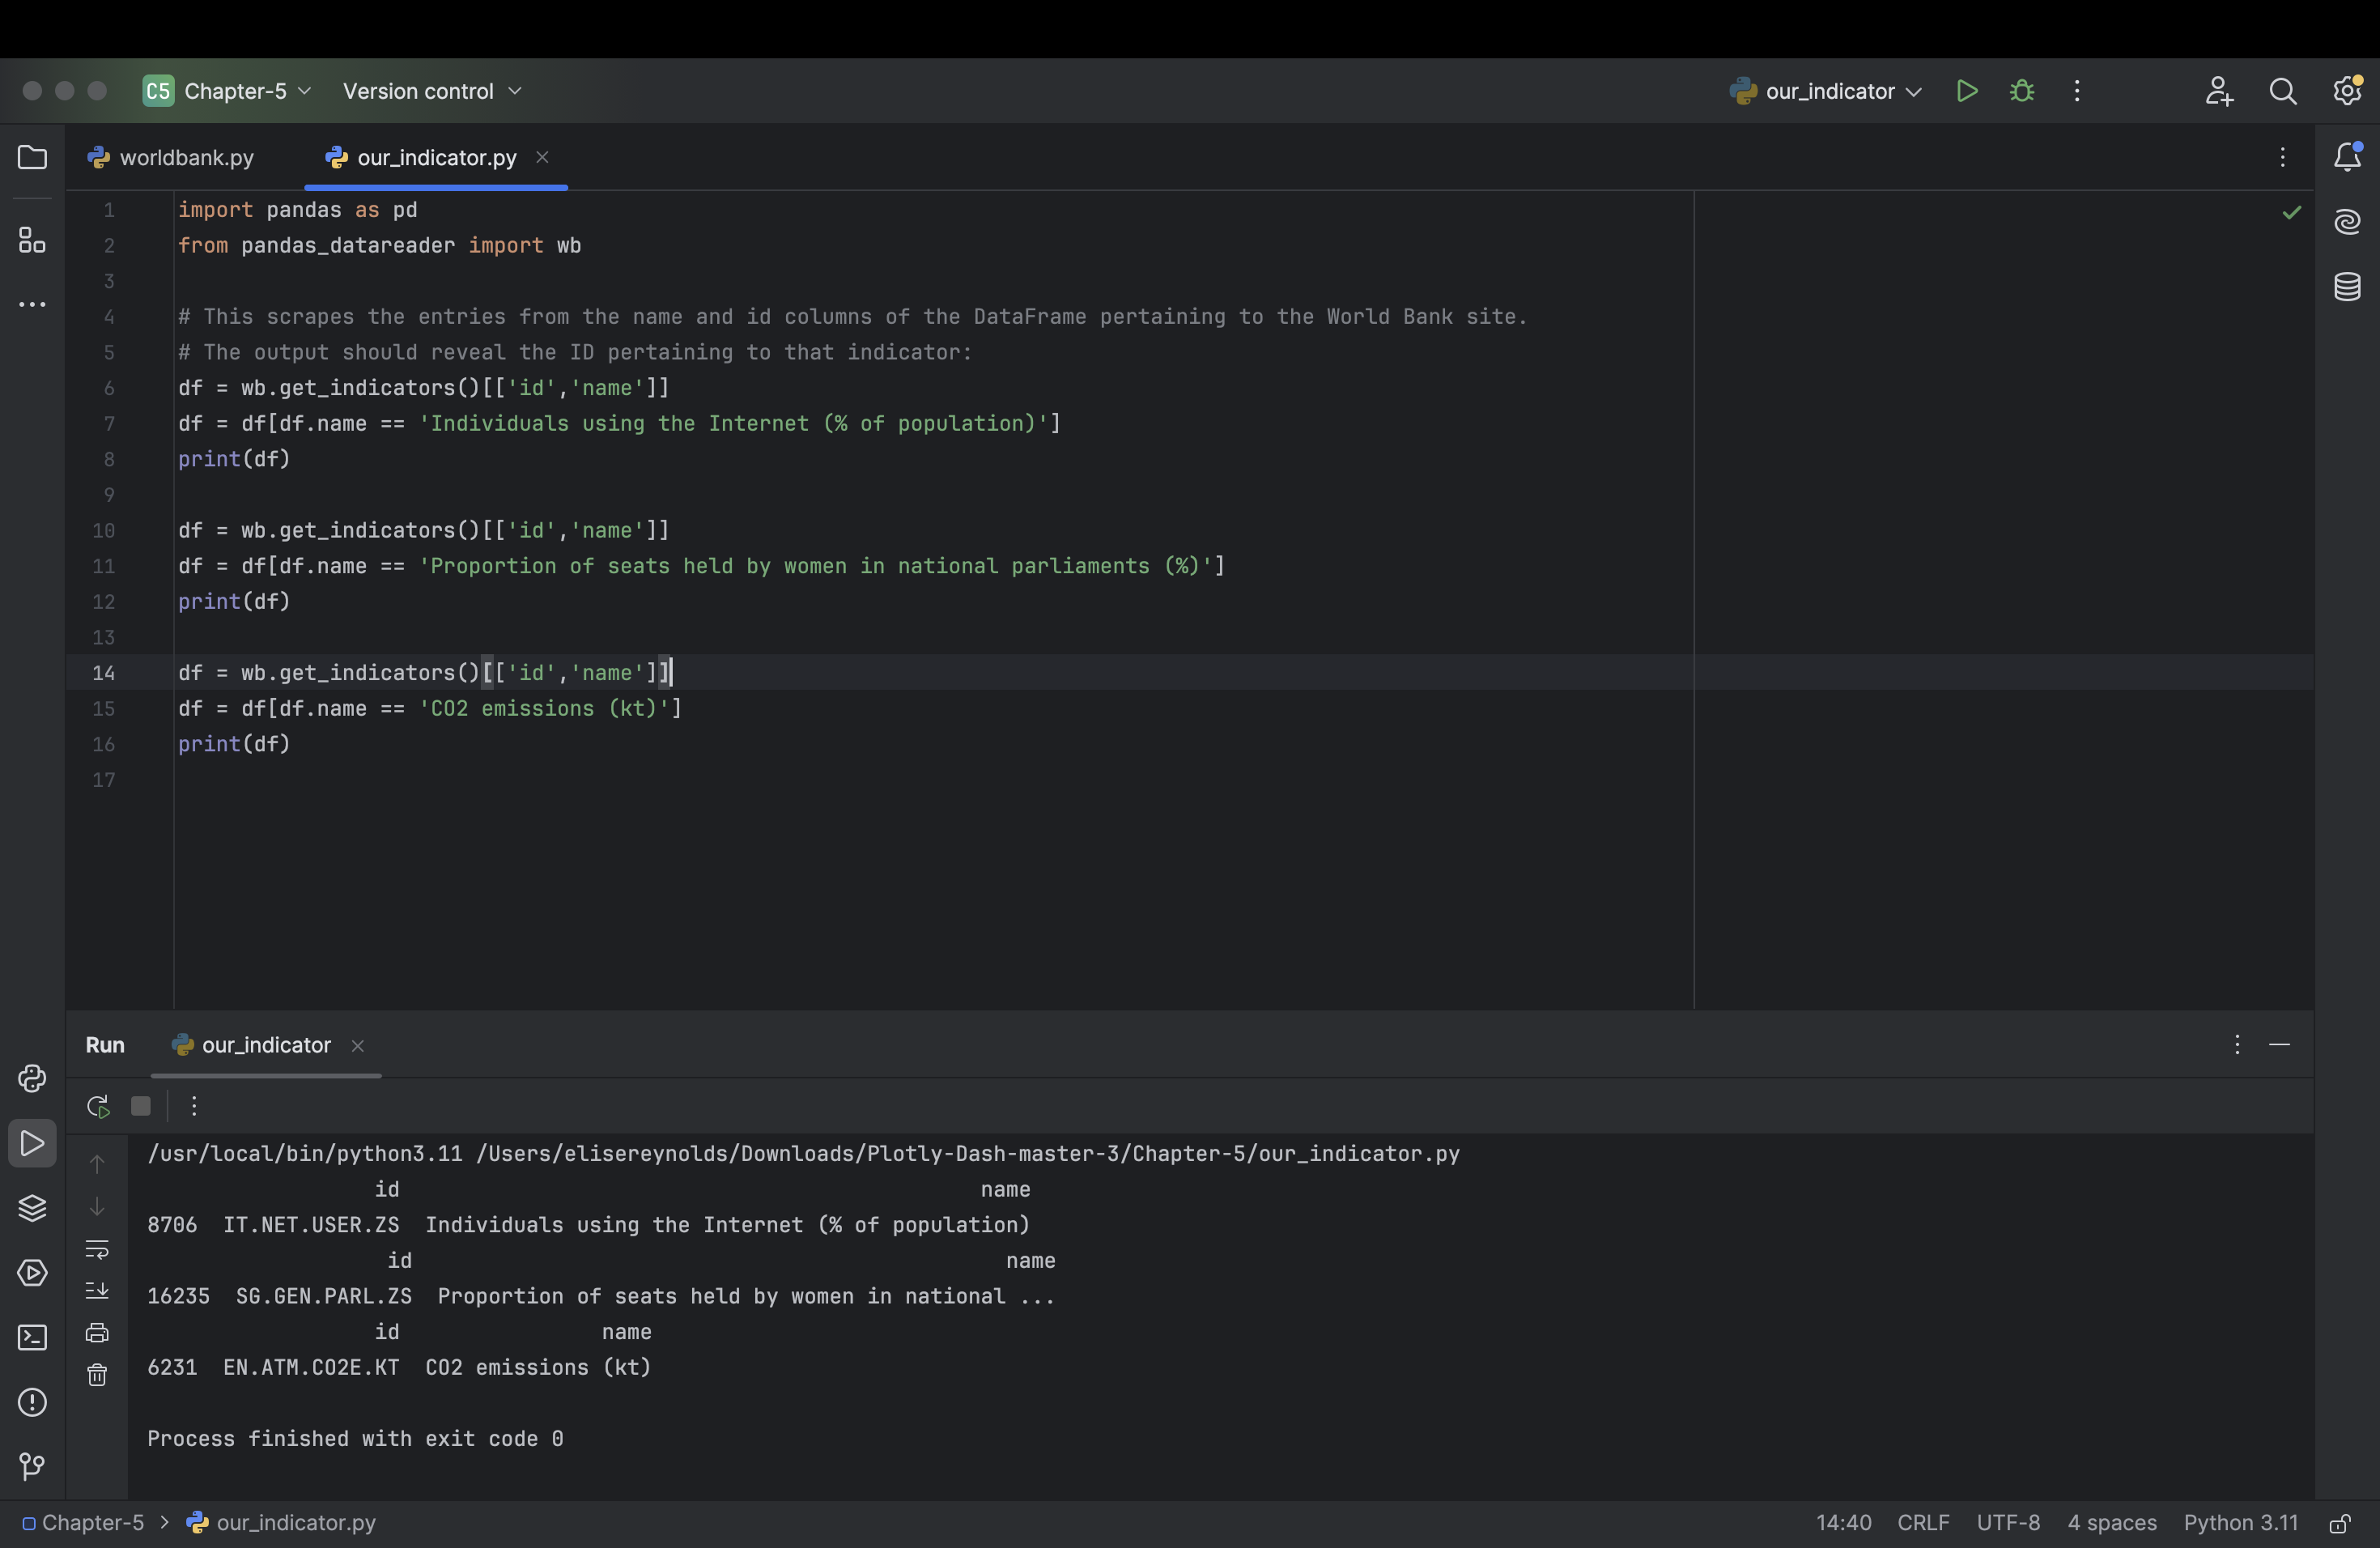 C5 Chapter-5 Version control our_indicator
worldbank.py our_indicator.py
1 import pandas as pd
2 from pandas_datareader import wb
3
4 # This scrapes the entries from the name and id columns of the DataFrame pertaining to the World Bank site.
5 # The output should reveal the ID pertaining to that indicator:
6 df = wb.get_indicators()[['id','name']]
7 df = df[df.name == 'Individuals using the Internet (% of population)']
8 print(df)
9
10 df = wb.get_indicators()[['id','name']]
11 df = df[df.name == 'Proportion of seats held by women in national parliaments (%)']
12 print(df)
13
14 df = wb.get_indicators()[['id','name']]
15 df = df[df.name == 'CO2 emissions (kt)']
16 print(df)
17
Run our_indicator
/usr/local/bin/python3.11 /Users/elisereynolds/Downloads/Plotly-Dash-master-3/Chapter-5/our_indicator.py
id name
8706 IT.NET.USER.ZS Individuals using the Internet (% of population)
id name
16235 SG.GEN.PARL.ZS Proportion of seats held by women in national ...
id name
6231 EN.ATM.CO2E.KT CO2 emissions (kt)
Process finished with exit code 0
Chapter-5 > our_indicator.py 14:40 CRLF UTF-8 4 spaces Python 3.11